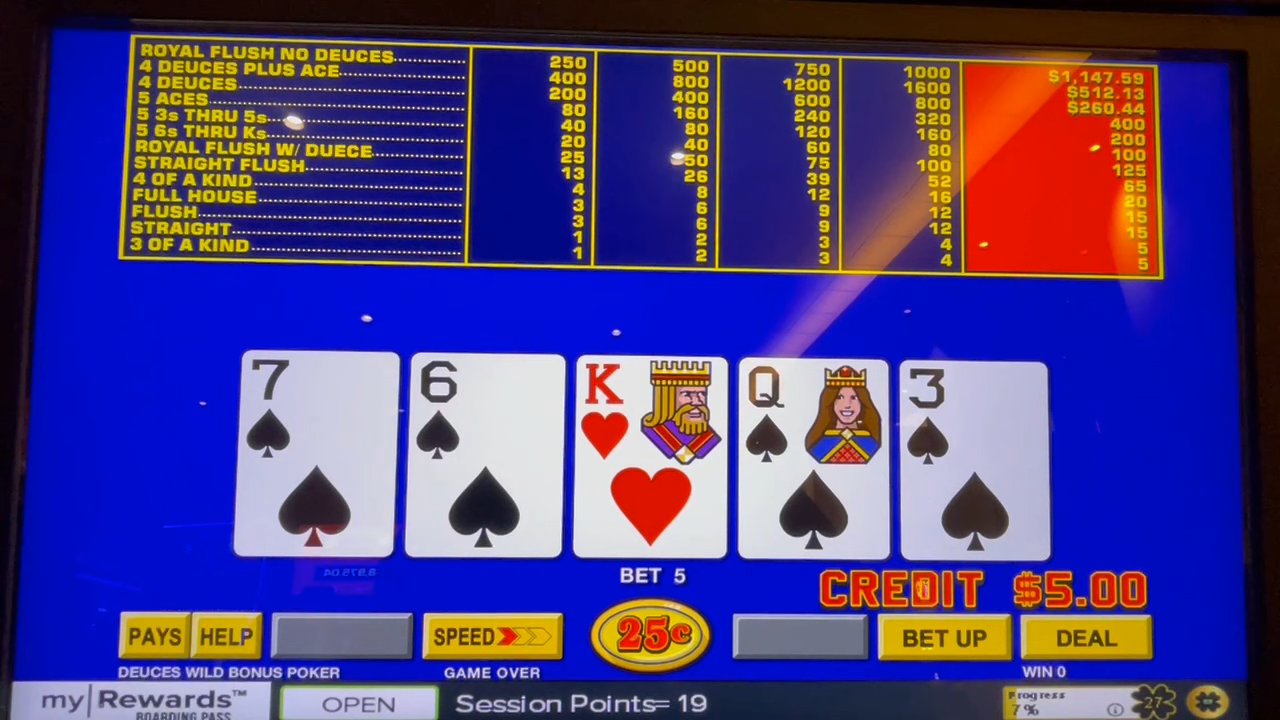 ROYAL FLUSH NO DEUCES 250 500 750 1000 $1,147.59
4 DEUCES PLUS ACE 400 800 1200 1600 $512.13
4 DEUCES 200 400 600 800 $260.44
5 ACES 80 160 240 320 400
5 3s THRU 5s 40 80 120 160 200
5 6s THRU Ks 20 40 60 80 100
ROYAL FLUSH W/ DUECE 25 50 75 100 125
STRAIGHT FLUSH 13 26 39 52 65
4 OF A KIND 4 8 12 16 20
FULL HOUSE 3 6 9 12 15
FLUSH 3 6 9 12 15
STRAIGHT 1 2 3 4 5
3 OF A KIND 1 2 3 4 5
7 6 K Q 3
BET 5
CREDIT $5.00
PAYS HELP SPEED 25¢ BET UP DEAL
DEUCES WILD BONUS POKER GAME OVER WIN 0
my|Rewards™ OPEN Session Points= 19
BOARDING PASS
Progress
7 %
27